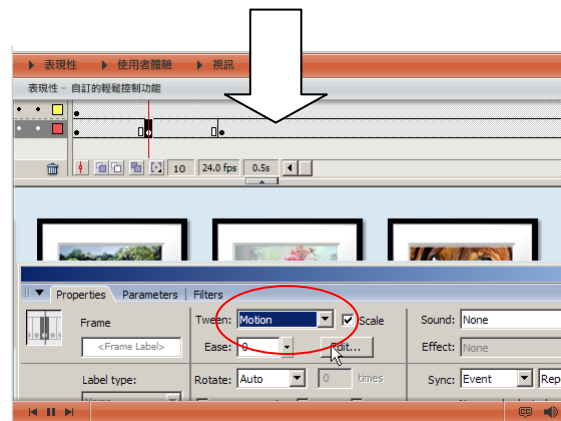 表現性 使用者體驗 視訊
表現性 - 自訂的輕鬆控制功能
10 24.0 fps 0.5s
Properties Parameters Filters
Frame Tween: Motion Scale Sound: None
<Frame Label> Ease: 0 Edit... Effect: None
Label type: Rotate: Auto 0 times Sync: Event Rep